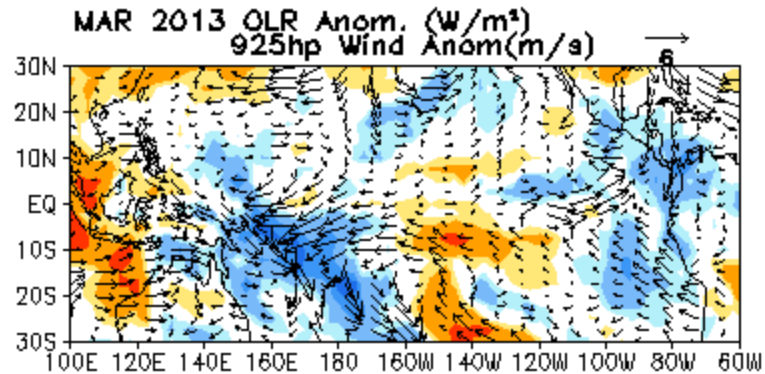 MAR 2013 OLR Anom. (W/m²)
925hp Wind Anom(m/s)
6
30N
20N
10N
EQ
10S
20S
30S
100E 120E 140E 160E 180 160W 140W 120W 100W 80W 60W